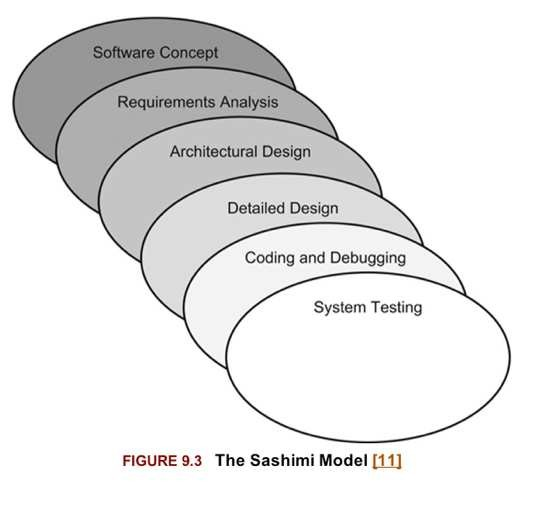 Software Concept
Requirements Analysis
Architectural Design
Detailed Design
Coding and Debugging
System Testing
FIGURE 9.3 The Sashimi Model [11]